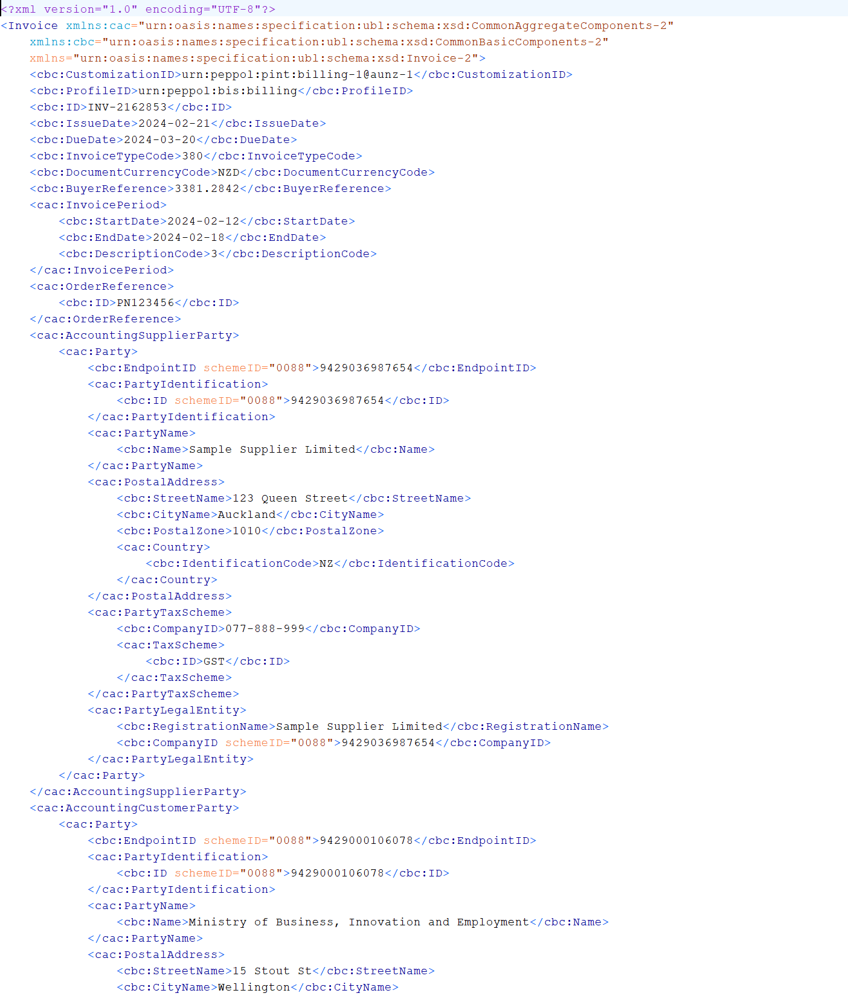 <?xml version="1.0" encoding="UTF-8"?>
<Invoice xmlns:cac="urn:oasis:names:specification:ubl:schema:xsd:CommonAggregateComponents-2"
    xmlns:cbc="urn:oasis:names:specification:ubl:schema:xsd:CommonBasicComponents-2"
    xmlns="urn:oasis:names:specification:ubl:schema:xsd:Invoice-2">
    <cbc:CustomizationID>urn:peppol:pint:billing-1@aunz-1</cbc:CustomizationID>
    <cbc:ProfileID>urn:peppol:bis:billing</cbc:ProfileID>
    <cbc:ID>INV-2162853</cbc:ID>
    <cbc:IssueDate>2024-02-21</cbc:IssueDate>
    <cbc:DueDate>2024-03-20</cbc:DueDate>
    <cbc:InvoiceTypeCode>380</cbc:InvoiceTypeCode>
    <cbc:DocumentCurrencyCode>NZD</cbc:DocumentCurrencyCode>
    <cbc:BuyerReference>3381.2842</cbc:BuyerReference>
    <cac:InvoicePeriod>
        <cbc:StartDate>2024-02-12</cbc:StartDate>
        <cbc:EndDate>2024-02-18</cbc:EndDate>
        <cbc:DescriptionCode>3</cbc:DescriptionCode>
    </cac:InvoicePeriod>
    <cac:OrderReference>
        <cbc:ID>PN123456</cbc:ID>
    </cac:OrderReference>
    <cac:AccountingSupplierParty>
        <cac:Party>
            <cbc:EndpointID schemeID="0088">9429036987654</cbc:EndpointID>
            <cac:PartyIdentification>
                <cbc:ID schemeID="0088">9429036987654</cbc:ID>
            </cac:PartyIdentification>
            <cac:PartyName>
                <cbc:Name>Sample Supplier Limited</cbc:Name>
            </cac:PartyName>
            <cac:PostalAddress>
                <cbc:StreetName>123 Queen Street</cbc:StreetName>
                <cbc:CityName>Auckland</cbc:CityName>
                <cbc:PostalZone>1010</cbc:PostalZone>
                <cac:Country>
                    <cbc:IdentificationCode>NZ</cbc:IdentificationCode>
                </cac:Country>
            </cac:PostalAddress>
            <cac:PartyTaxScheme>
                <cbc:CompanyID>077-888-999</cbc:CompanyID>
                <cac:TaxScheme>
                    <cbc:ID>GST</cbc:ID>
                </cac:TaxScheme>
            </cac:PartyTaxScheme>
            <cac:PartyLegalEntity>
                <cbc:RegistrationName>Sample Supplier Limited</cbc:RegistrationName>
                <cbc:CompanyID schemeID="0088">9429036987654</cbc:CompanyID>
            </cac:PartyLegalEntity>
        </cac:Party>
    </cac:AccountingSupplierParty>
    <cac:AccountingCustomerParty>
        <cac:Party>
            <cbc:EndpointID schemeID="0088">9429000106078</cbc:EndpointID>
            <cac:PartyIdentification>
                <cbc:ID schemeID="0088">9429000106078</cbc:ID>
            </cac:PartyIdentification>
            <cac:PartyName>
                <cbc:Name>Ministry of Business, Innovation and Employment</cbc:Name>
            </cac:PartyName>
            <cac:PostalAddress>
                <cbc:StreetName>15 Stout St</cbc:StreetName>
                <cbc:CityName>Wellington</cbc:CityName>